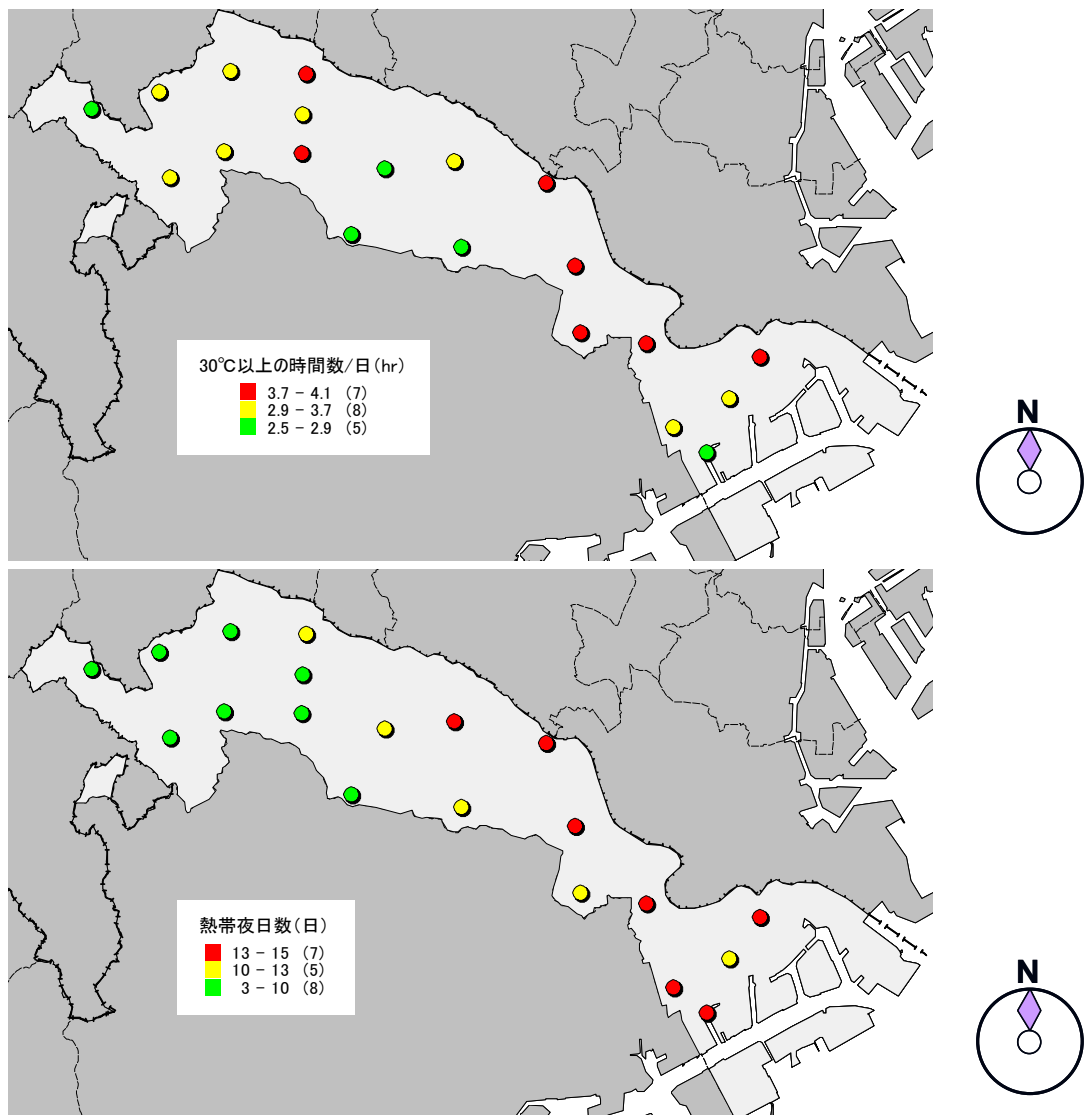 30℃以上の時間数/日(hr)
3.7 － 4.1 (7)
2.9 － 3.7 (8)
2.5 － 2.9 (5)
N
熱帯夜日数(日)
13 － 15 (7)
10 － 13 (5)
3 － 10 (8)
N